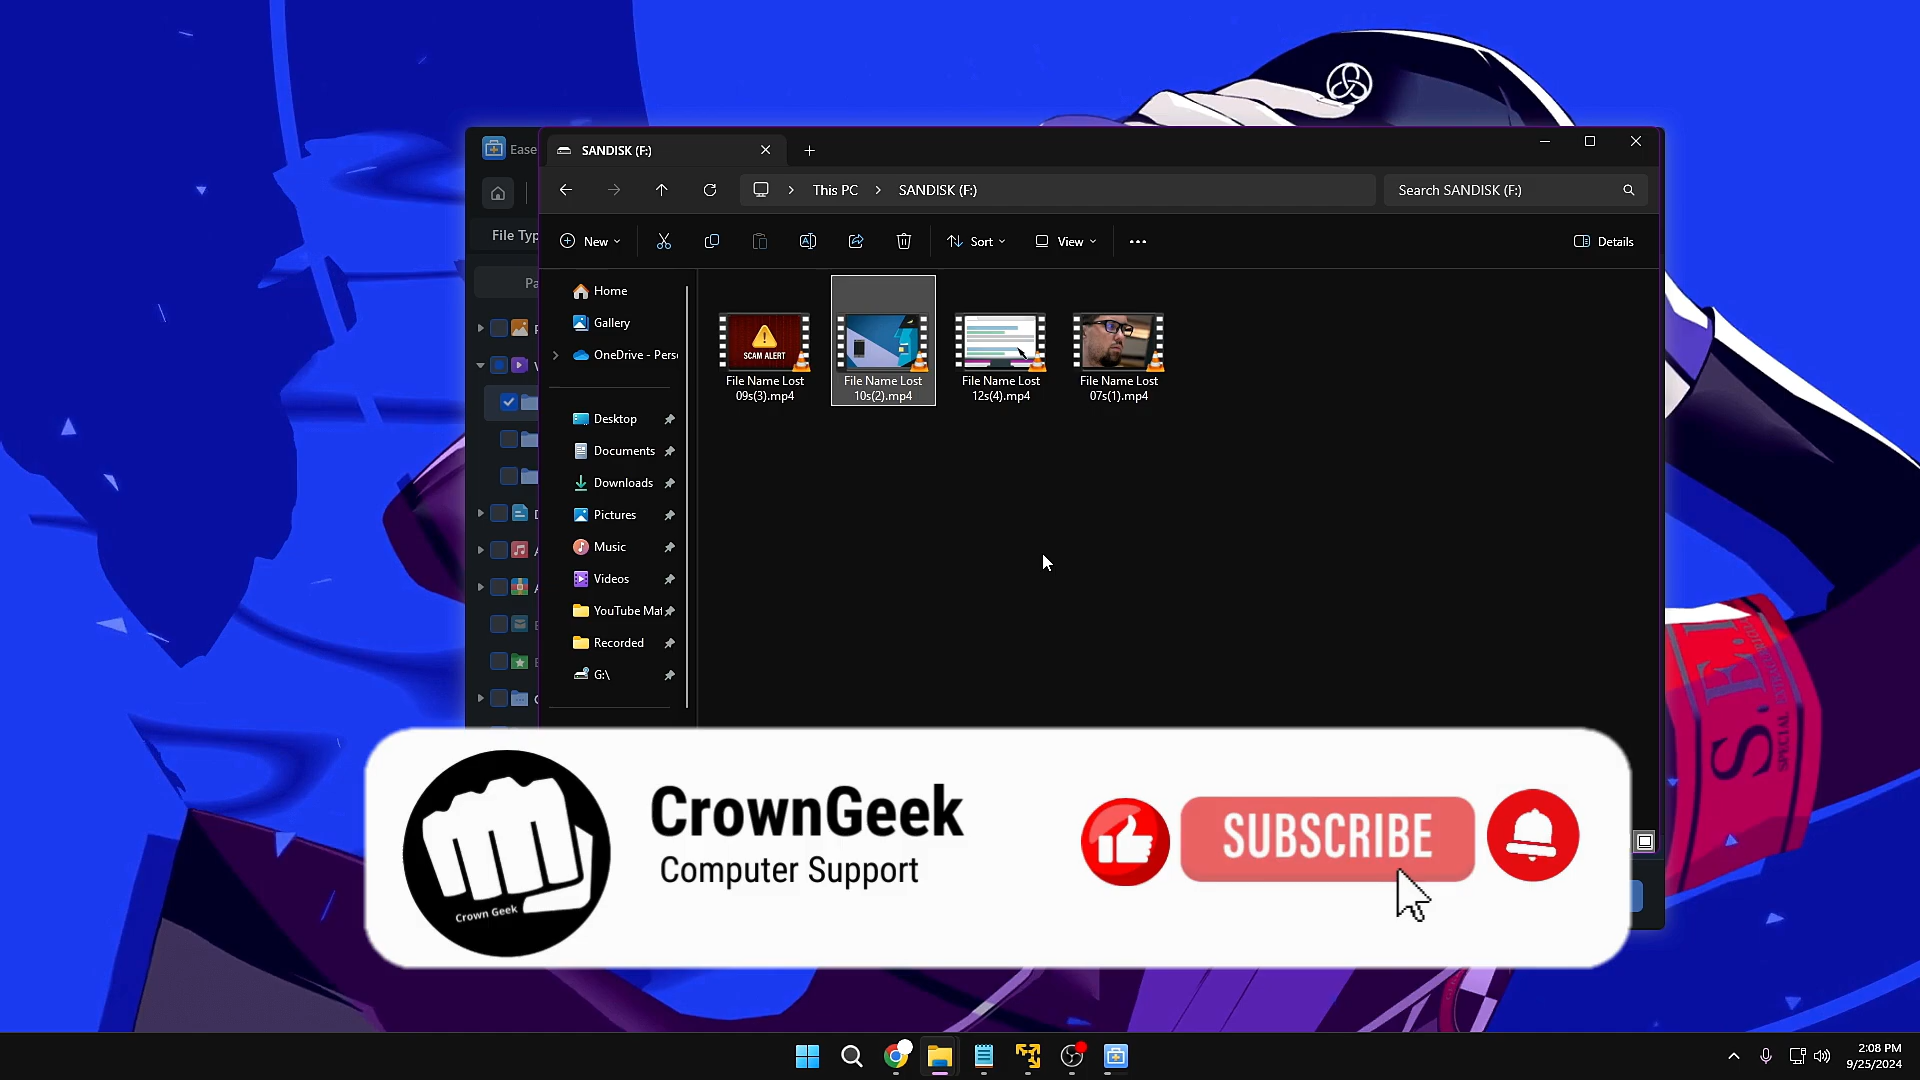 Ease
SANDISK (F:)
This PC
SANDISK (F:)
Search SANDISK (F:)
File Typ
New
Sort
View
Details
Pa
Home
Gallery
OneDrive - Pers
Desktop
Documents
Downloads
Pictures
Music
Videos
YouTube Mat
Recorded
G:\
SCAM ALERT
File Name Lost
09s(3).mp4
File Name Lost
10s(2).mp4
File Name Lost
12s(4).mp4
File Name Lost
07s(1).mp4
S.E.I
SPECIAL
CrownGeek
Computer Support
Crown Geek
SUBSCRIBE
2:08 PM
9/25/2024